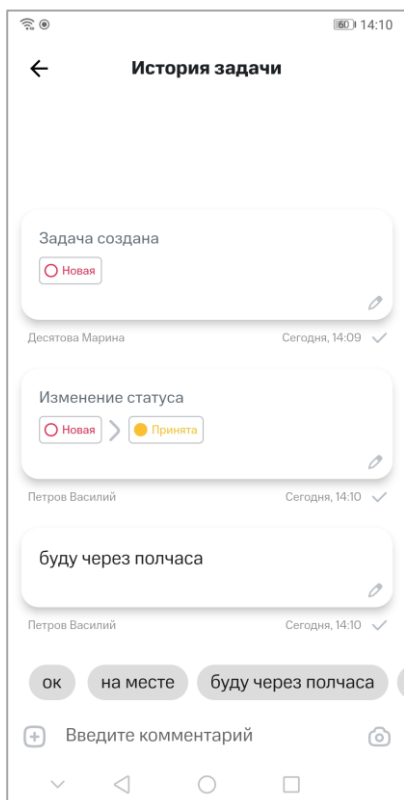 60 14:10
История задачи
Задача создана
Новая
Десятова Марина Сегодня, 14:09
Изменение статуса
Новая Принята
Петров Василий Сегодня, 14:10
буду через полчаса
Петров Василий Сегодня, 14:10
ок на месте буду через полчаса
Введите комментарий